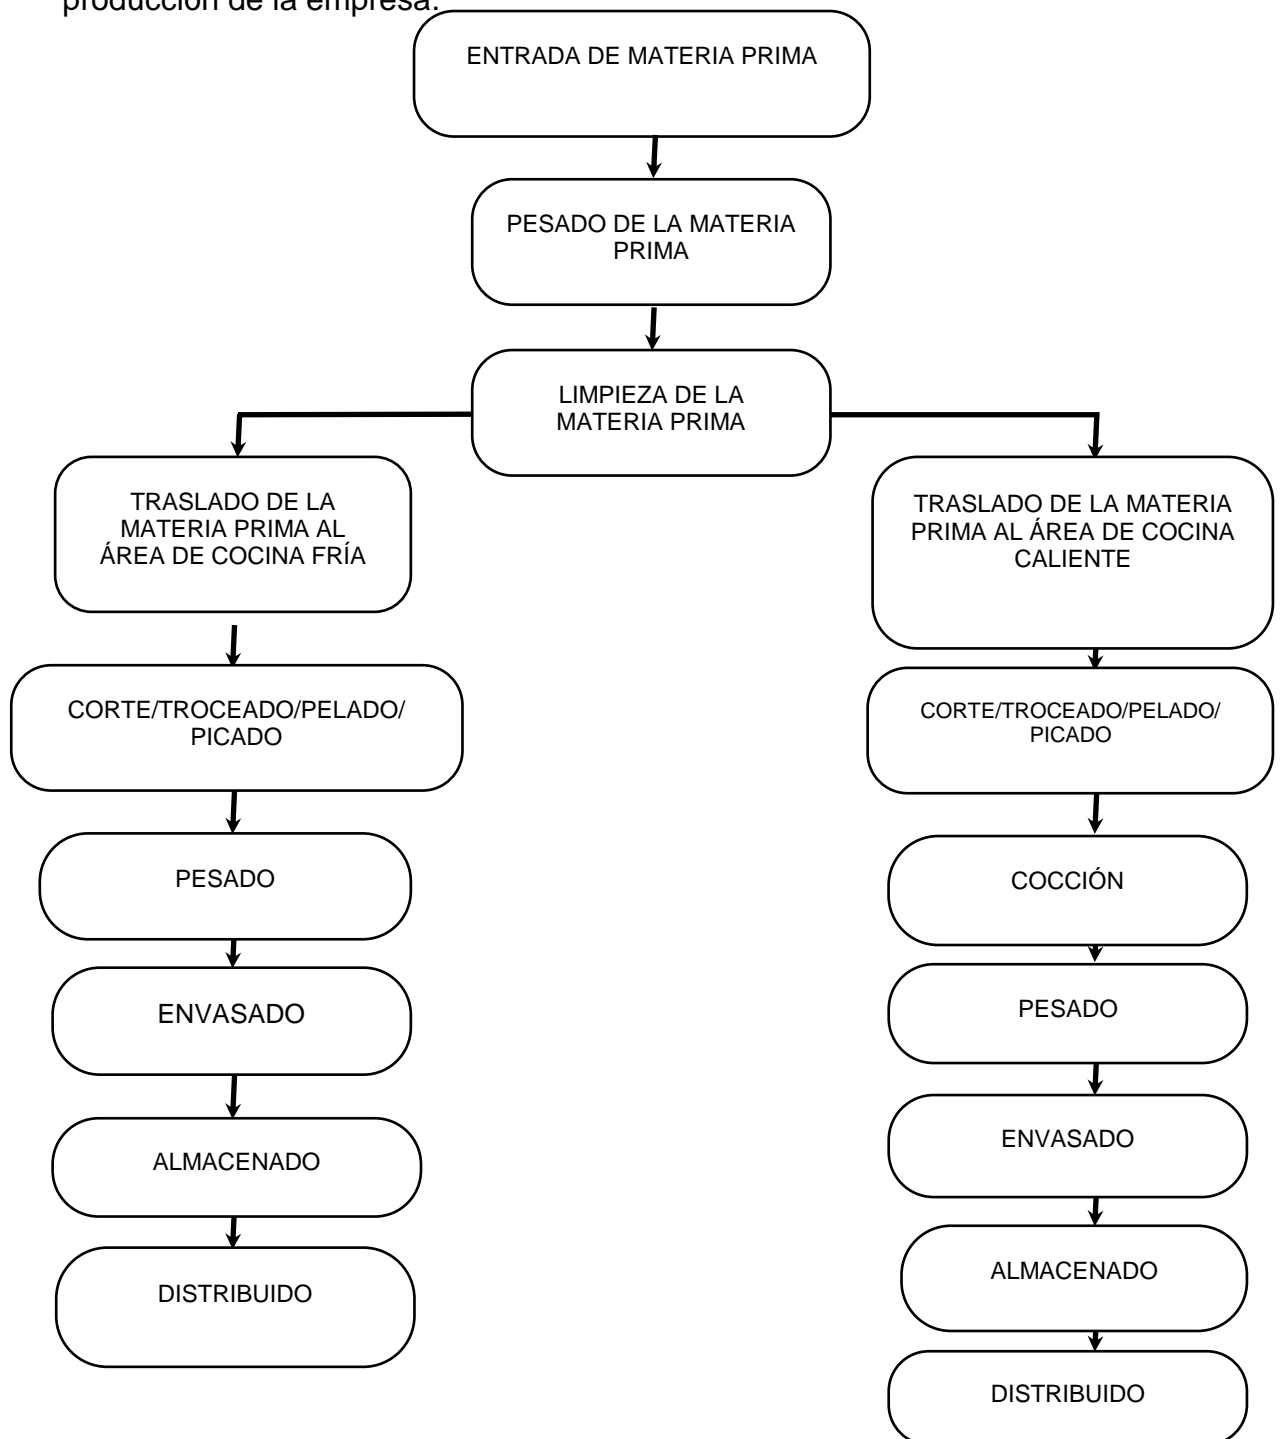 producción de la empresa:
ENTRADA DE MATERIA PRIMA
PESADO DE LA MATERIA
PRIMA
LIMPIEZA DE LA
MATERIA PRIMA
TRASLADO DE LA
MATERIA PRIMA AL
ÁREA DE COCINA FRÍA
CORTE/TROCEADO/PELADO/
PICADO
PESADO
ENVASADO
ALMACENADO
DISTRIBUIDO
TRASLADO DE LA MATERIA
PRIMA AL ÁREA DE COCINA
CALIENTE
CORTE/TROCEADO/PELADO/
PICADO
COCCIÓN
PESADO
ENVASADO
ALMACENADO
DISTRIBUIDO